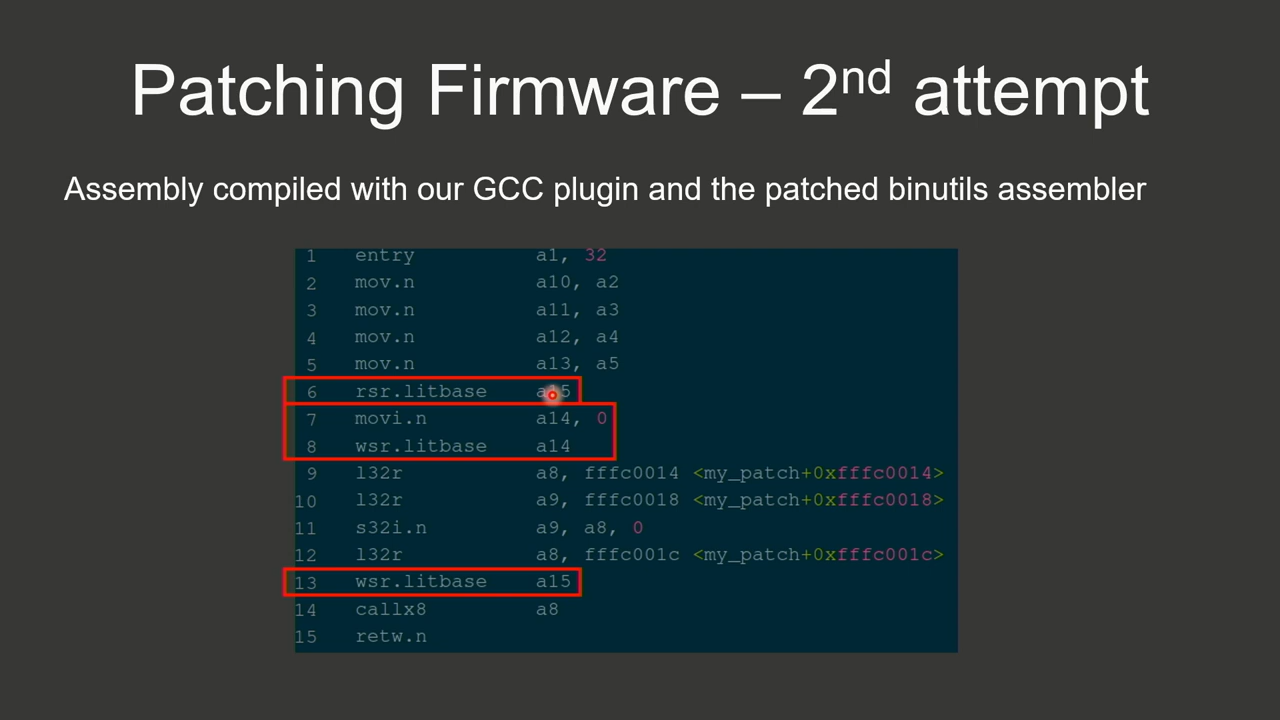 Patching Firmware – 2nd attempt
Assembly compiled with our GCC plugin and the patched binutils assembler
1 entry a1, 32
2 mov.n a10, a2
3 mov.n a11, a3
4 mov.n a12, a4
5 mov.n a13, a5
6 rsr.litbase a15
7 movi.n a14, 0
8 wsr.litbase a14
9 l32r a8, fffc0014 <my_patch+0xfffc0014>
10 l32r a9, fffc0018 <my_patch+0xfffc0018>
11 s32i.n a9, a8, 0
12 l32r a8, fffc001c <my_patch+0xfffc001c>
13 wsr.litbase a15
14 callx8 a8
15 retw.n